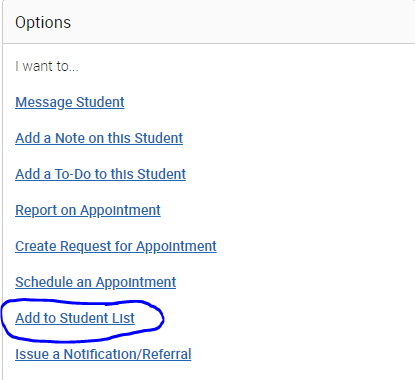 Options
I want to...
Message Student
Add a Note on this Student
Add a To-Do to this Student
Report on Appointment
Create Request for Appointment
Schedule an Appointment
Add to Student List
Issue a Notification/Referral